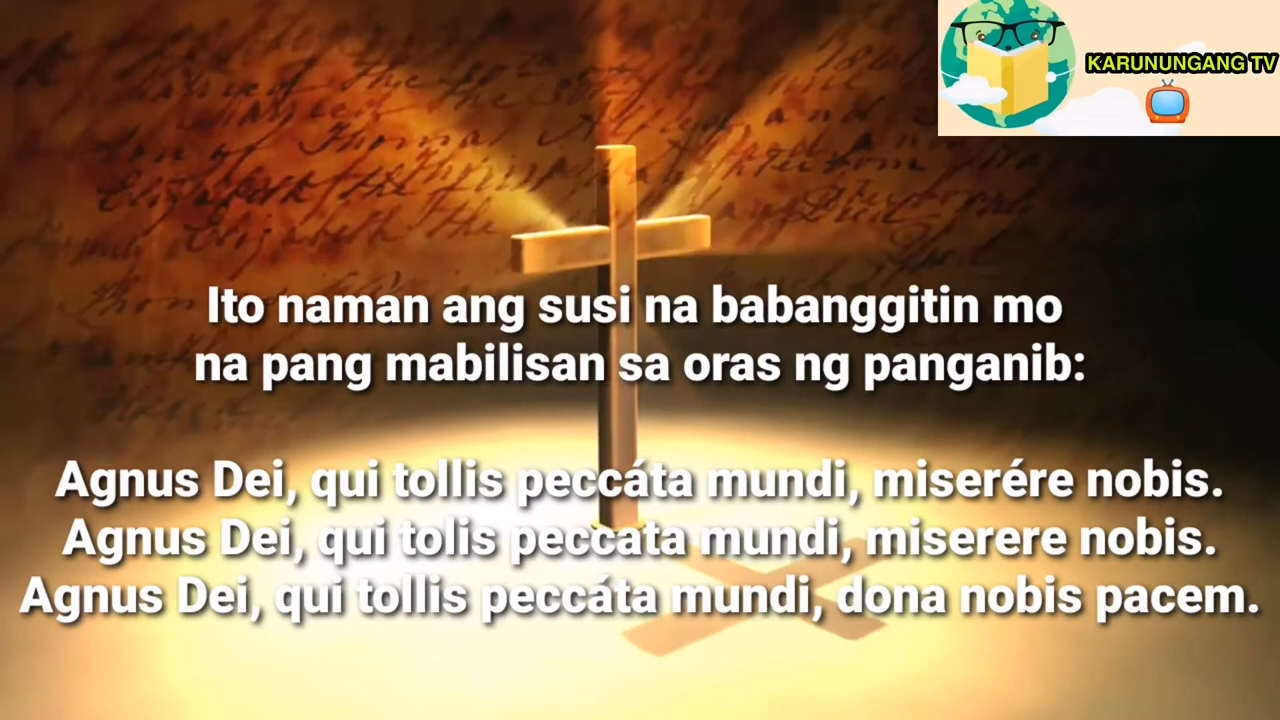 KARUNUNGANG TV
Ito naman ang susi na babanggitin mo
na pang mabilisan sa oras ng panganib:
Agnus Dei, qui tollis peccáta mundi, miserére nobis.
Agnus Dei, qui tolis peccata mundi, miserere nobis.
Agnus Dei, qui tollis peccáta mundi, dona nobis pacem.